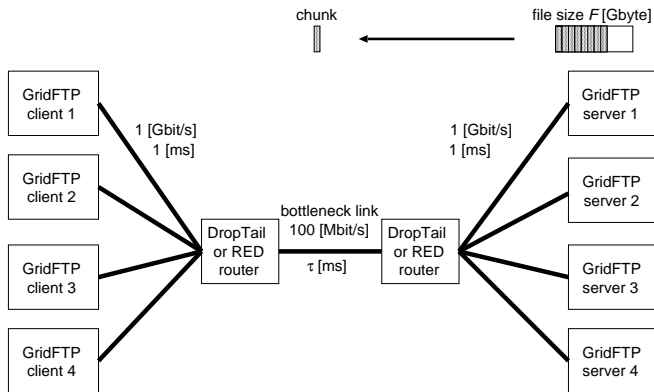 chunk
file size F [Gbyte]
GridFTP
client 1
1 [Gbit/s]
1 [ms]
1 [Gbit/s]
1 [ms]
GridFTP
server 1
GridFTP
client 2
GridFTP
server 2
bottleneck link
100 [Mbit/s]
τ [ms]
DropTail
or RED
router
DropTail
or RED
router
GridFTP
client 3
GridFTP
server 3
GridFTP
client 4
GridFTP
server 4